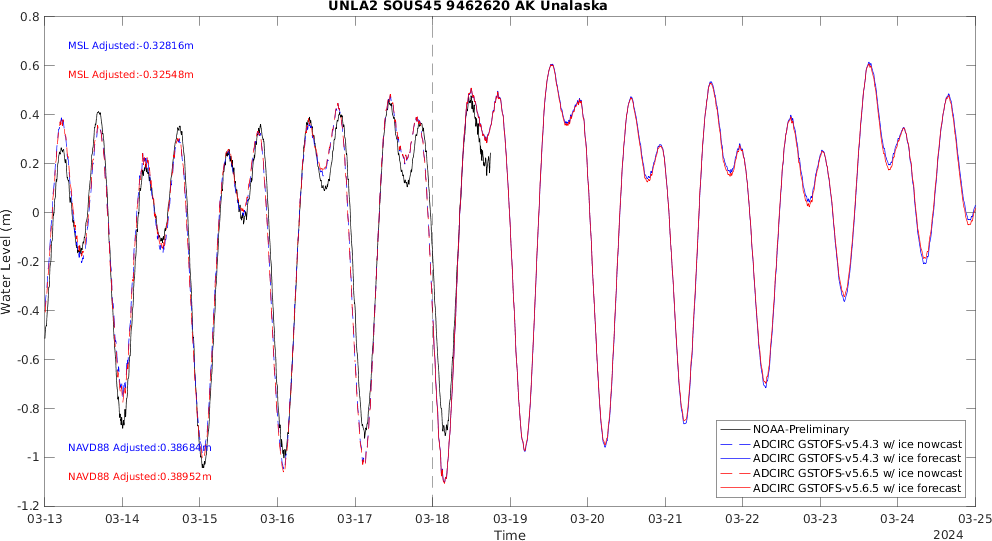 UNLA2 SOUS45 9462620 AK Unalaska
0.8
0.6
0.4
0.2
0
-0.2
-0.4
-0.6
-0.8
-1
-1.2
Water Level (m)
MSL Adjusted:-0.32816m
MSL Adjusted:-0.32548m
NAVD88 Adjusted:0.38684m
NAVD88 Adjusted:0.38952m
NOAA-Preliminary
ADCIRC GSTOFS-v5.4.3 w/ ice nowcast
ADCIRC GSTOFS-v5.4.3 w/ ice forecast
ADCIRC GSTOFS-v5.6.5 w/ ice nowcast
ADCIRC GSTOFS-v5.6.5 w/ ice forecast
03-13 03-14 03-15 03-16 03-17 03-18 03-19 03-20 03-21 03-22 03-23 03-24 03-25
Time
2024